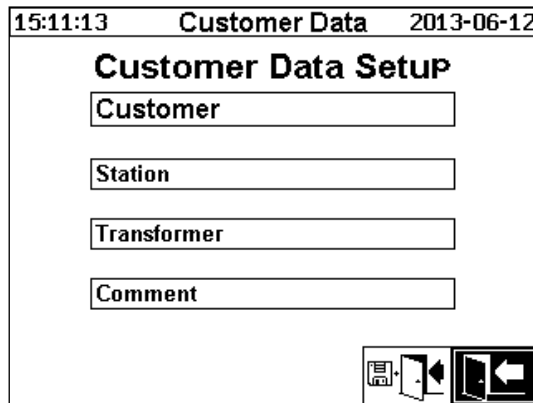 15:11:13 Customer Data 2013-06-12
Customer Data Setup
Customer
Station
Transformer
Comment